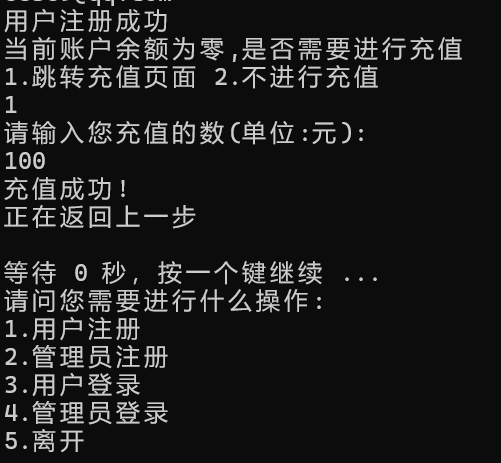 用户注册成功
当前账户余额为零,是否需要进行充值
1.跳转充值页面 2.不进行充值
1
请输入您充值的数(单位:元):
100
充值成功!
正在返回上一步
等待 0 秒, 按一个键继续 ...
请问您需要进行什么操作:
1.用户注册
2.管理员注册
3.用户登录
4.管理员登录
5.离开